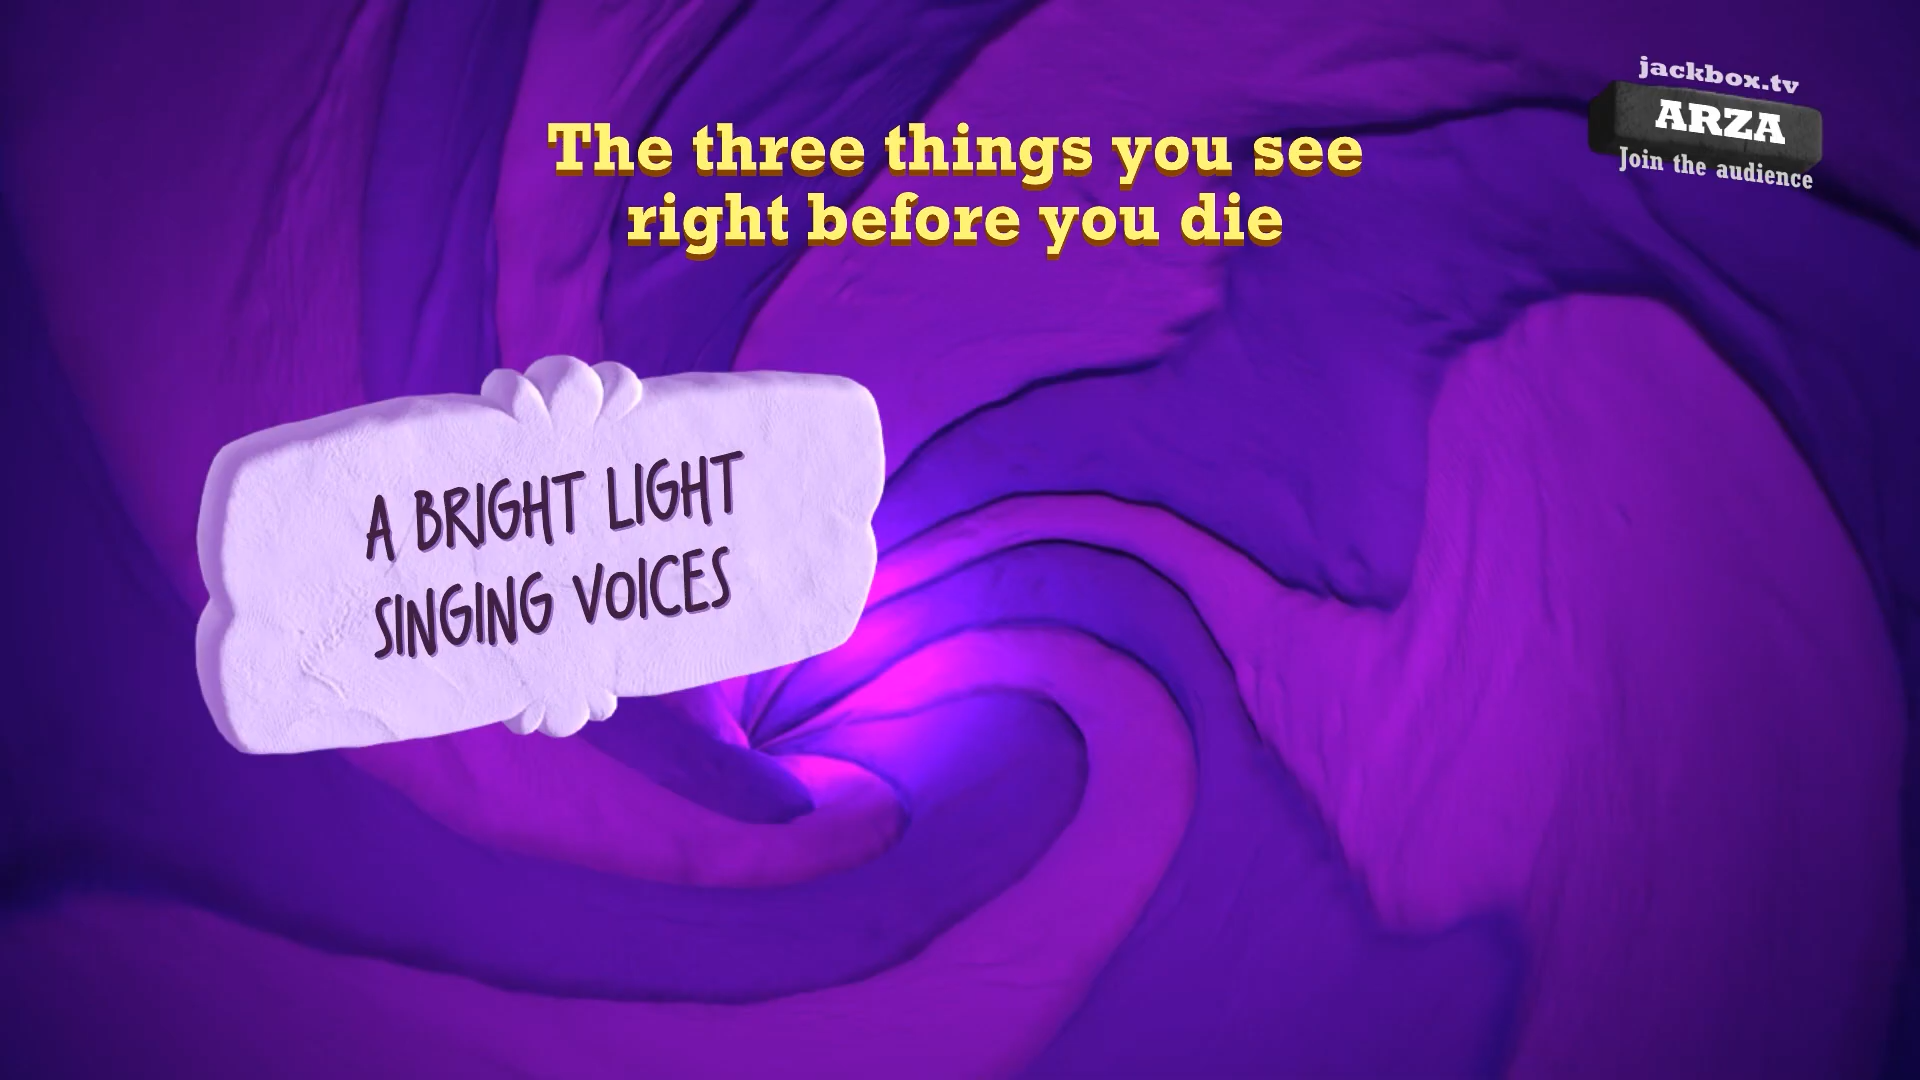 jackbox.tv
ARZA
Join the audience
The three things you see
right before you die
A BRIGHT LIGHT
SINGING VOICES